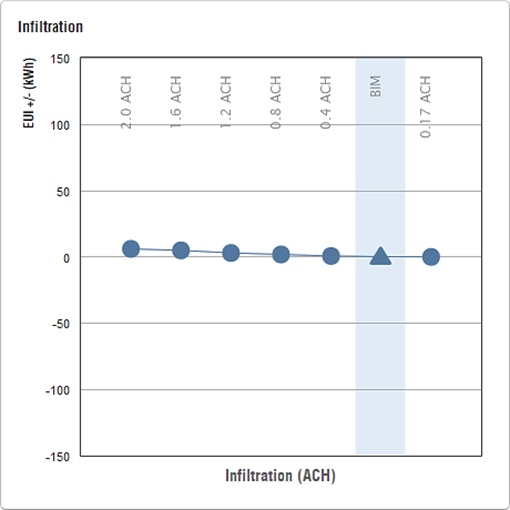 Infiltration
EUI +/- (kWh)
150
100
50
0
-50
-100
-150
2.0 ACH
1.6 ACH
1.2 ACH
0.8 ACH
0.4 ACH
BIM
0.17 ACH
Infiltration (ACH)